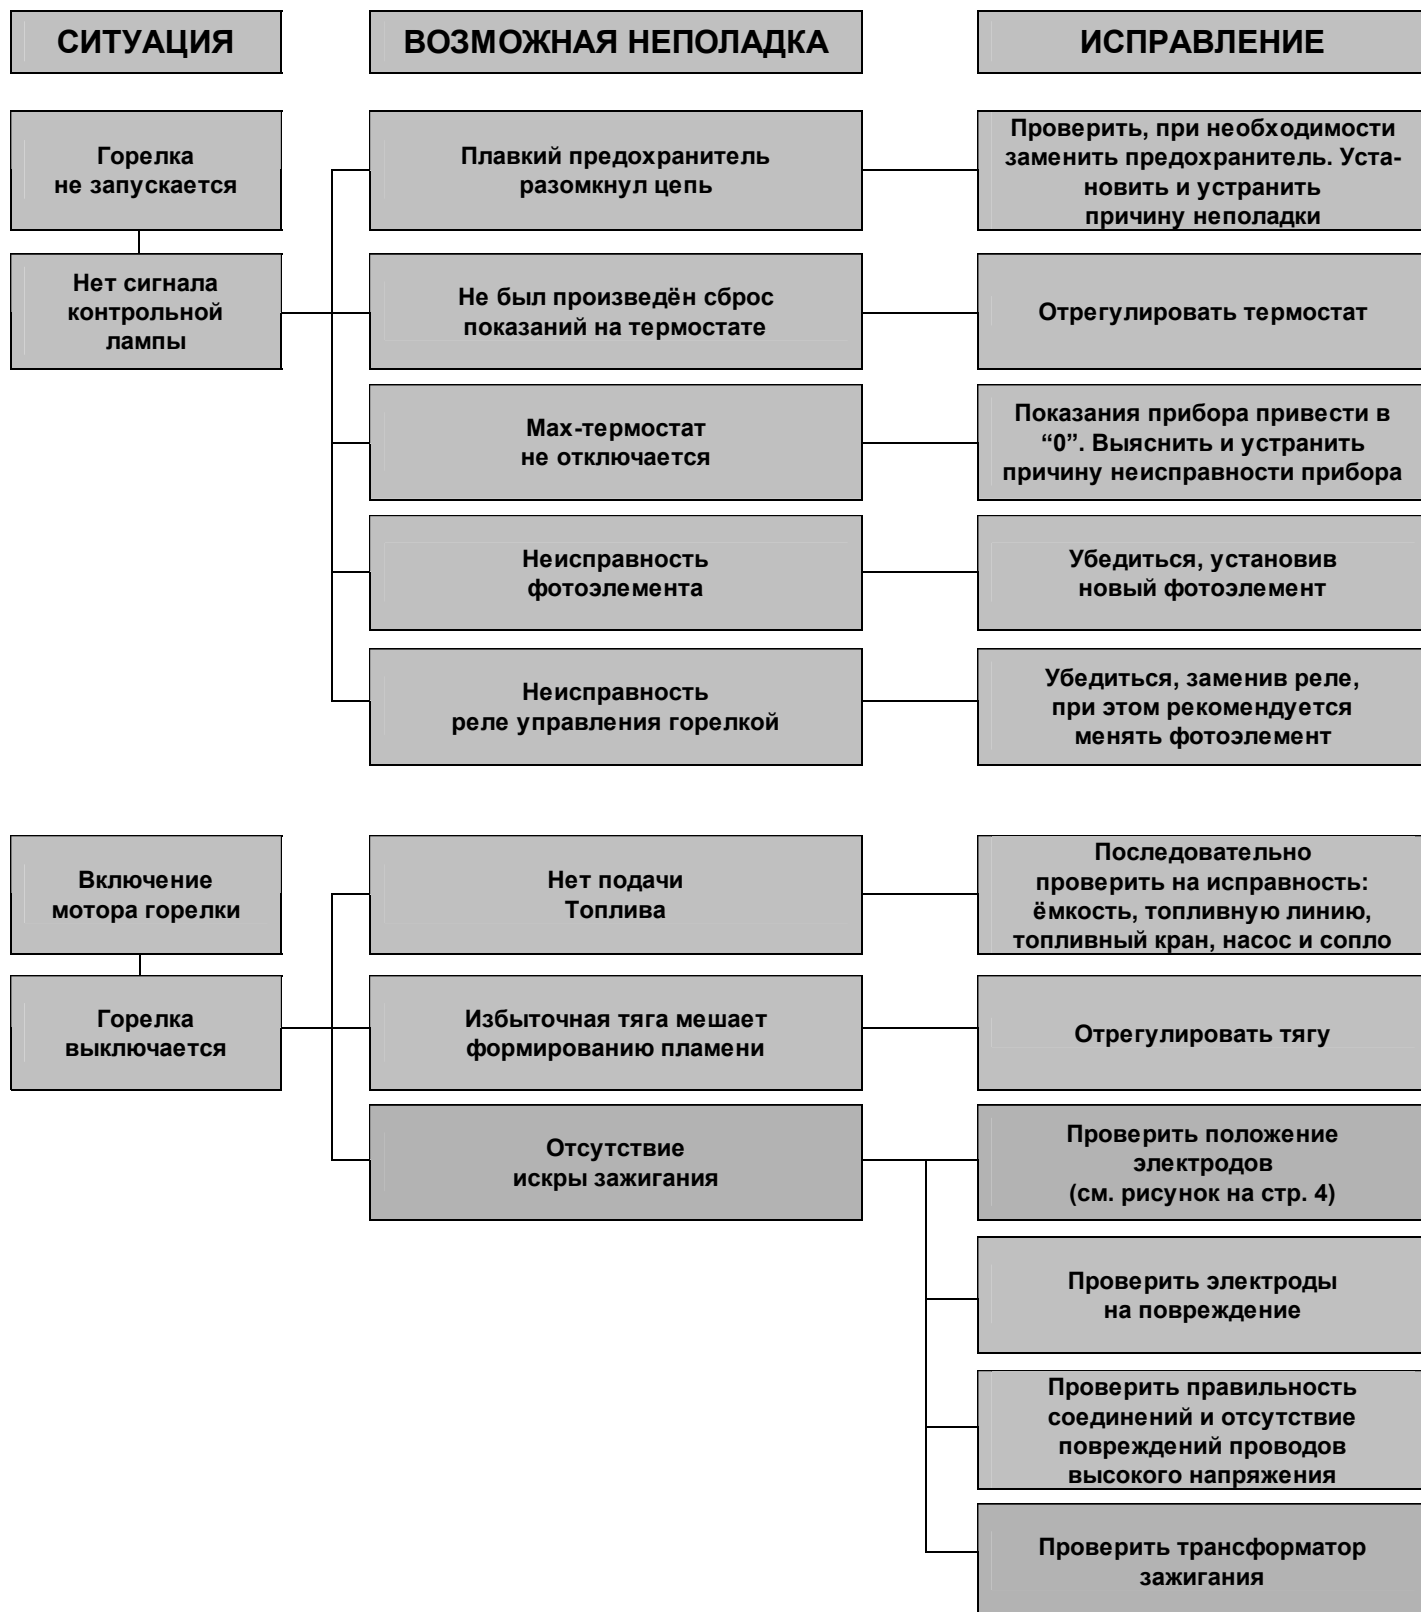 СИТУАЦИЯ
ВОЗМОЖНАЯ НЕПОЛАДКА
ИСПРАВЛЕНИЕ
Горелка
не запускается
Плавкий предохранитель
разомкнул цепь
Проверить, при необходимости
заменить предохранитель. Уста-
новить и устранить
причину неполадки
Нет сигнала
контрольной
лампы
Не был произведён сброс
показаний на термостате
Отрегулировать термостат
Мах-термостат
не отключается
Показания прибора привести в
“0”. Выяснить и устранить
причину неисправности прибора
Неисправность
фотоэлемента
Убедиться, установив
новый фотоэлемент
Неисправность
реле управления горелкой
Убедиться, заменив реле,
при этом рекомендуется
менять фотоэлемент
Включение
мотора горелки
Нет подачи
Топлива
Последовательно
проверить на исправность:
ёмкость, топливную линию,
топливный кран, насос и сопло
Горелка
выключается
Избыточная тяга мешает
формированию пламени
Отрегулировать тягу
Отсутствие
искры зажигания
Проверить положение
электродов
(см. рисунок на стр. 4)
Проверить электроды
на повреждение
Проверить правильность
соединений и отсутствие
повреждений проводов
высокого напряжения
Проверить трансформатор
зажигания